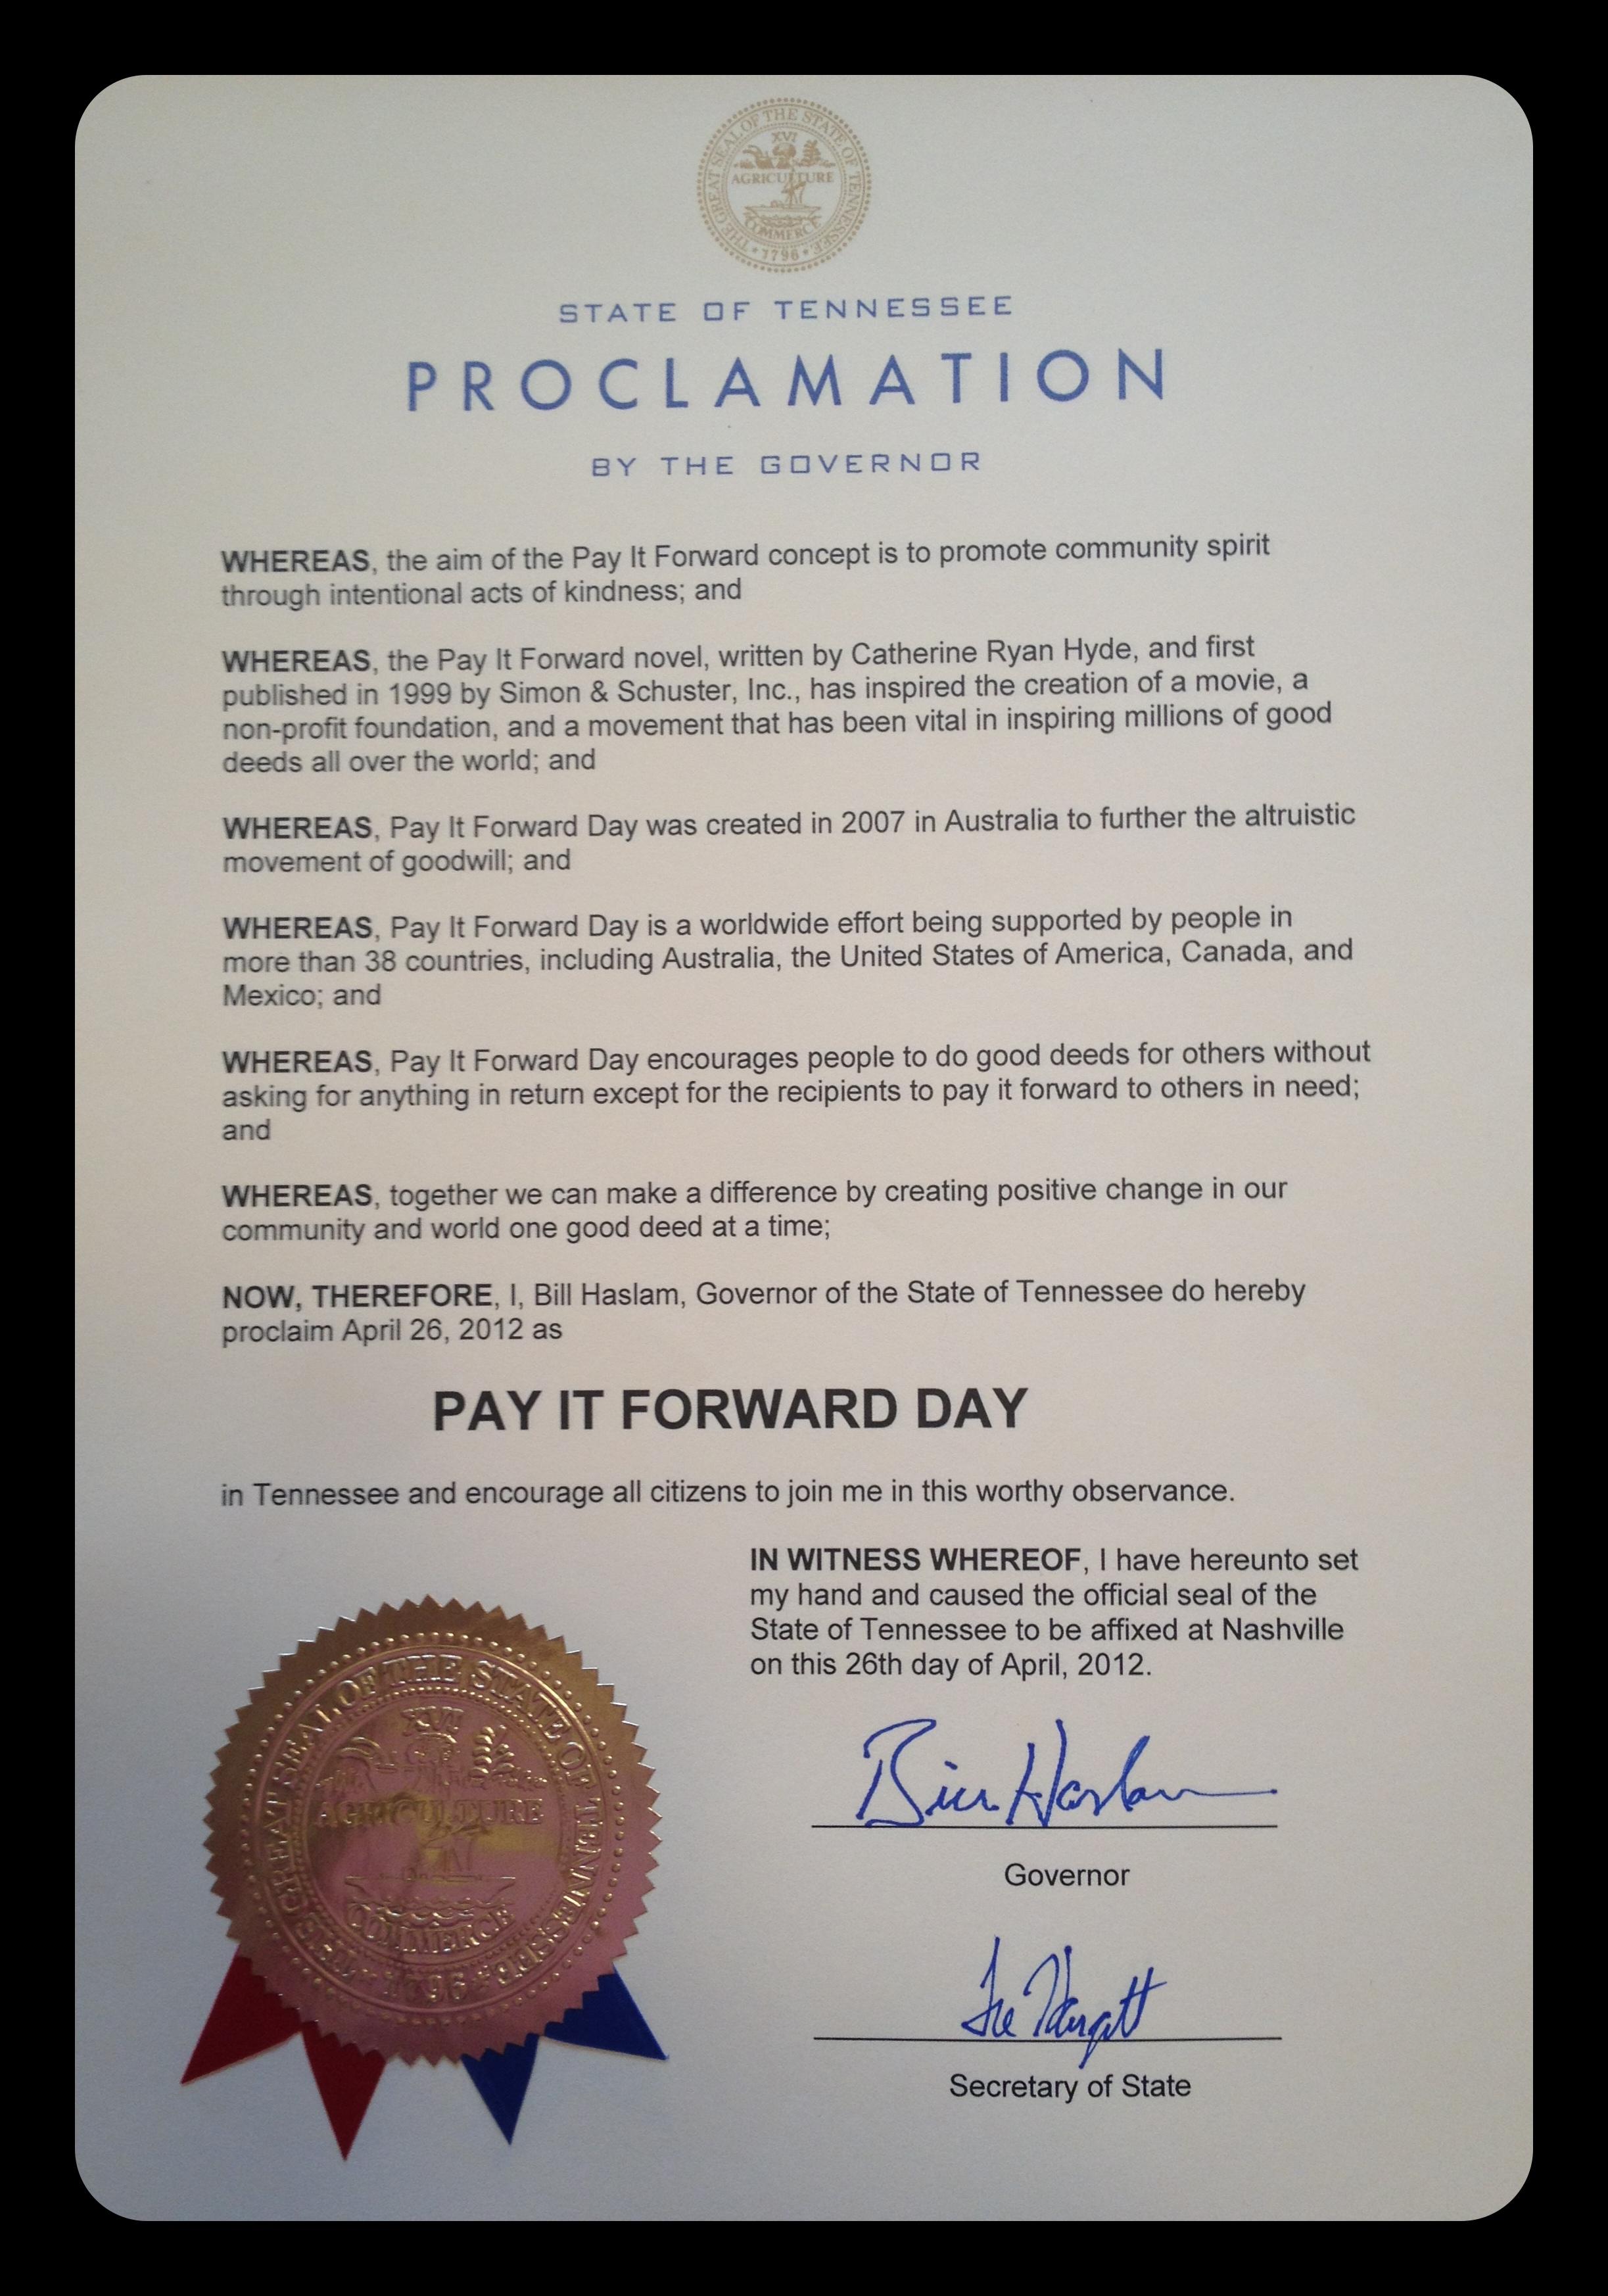 THE GREAT SEAL OF THE STATE OF TENNESSEE
XVI
AGRICULTURE
COMMERCE
1796
STATE OF TENNESSEE
PROCLAMATION
BY THE GOVERNOR
WHEREAS, the aim of the Pay It Forward concept is to promote community spirit
through intentional acts of kindness; and
WHEREAS, the Pay It Forward novel, written by Catherine Ryan Hyde, and first
published in 1999 by Simon & Schuster, Inc., has inspired the creation of a movie, a
non-profit foundation, and a movement that has been vital in inspiring millions of good
deeds all over the world; and
WHEREAS, Pay It Forward Day was created in 2007 in Australia to further the altruistic
movement of goodwill; and
WHEREAS, Pay It Forward Day is a worldwide effort being supported by people in
more than 38 countries, including Australia, the United States of America, Canada, and
Mexico; and
WHEREAS, Pay It Forward Day encourages people to do good deeds for others without
asking for anything in return except for the recipients to pay it forward to others in need;
and
WHEREAS, together we can make a difference by creating positive change in our
community and world one good deed at a time;
NOW, THEREFORE, I, Bill Haslam, Governor of the State of Tennessee do hereby
proclaim April 26, 2012 as
PAY IT FORWARD DAY
in Tennessee and encourage all citizens to join me in this worthy observance.
IN WITNESS WHEREOF, I have hereunto set
my hand and caused the official seal of the
State of Tennessee to be affixed at Nashville
on this 26th day of April, 2012.
THE GREAT SEAL OF THE STATE OF TENNESSEE
XVI
AGRICULTURE
COMMERCE
1796
Bill Haslam
Governor
Tre Hargett
Secretary of State